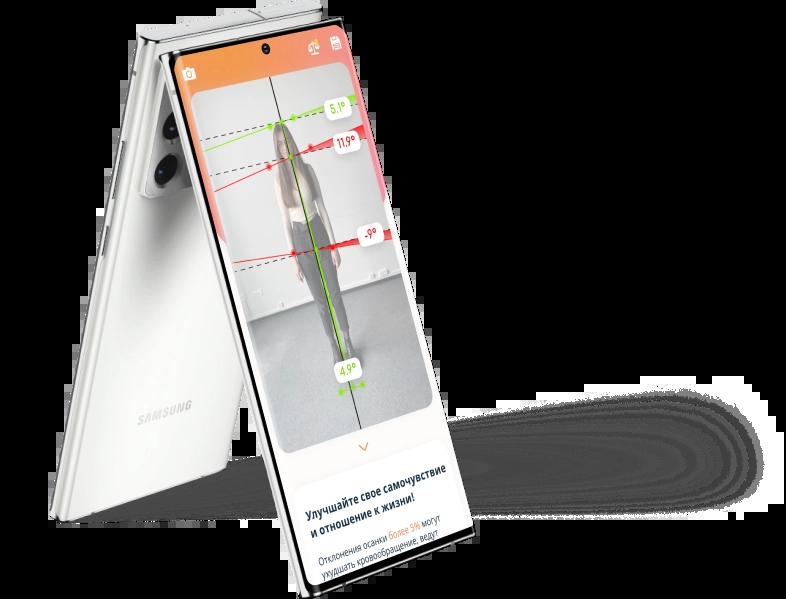 5.1°
11.9°
-9°
4.9°
SAMSUNG
Улучшайте свое самочувствие
и отношение к жизни!
Отклонения осанки более 5% могут
ухудшать кровообращение, ведут